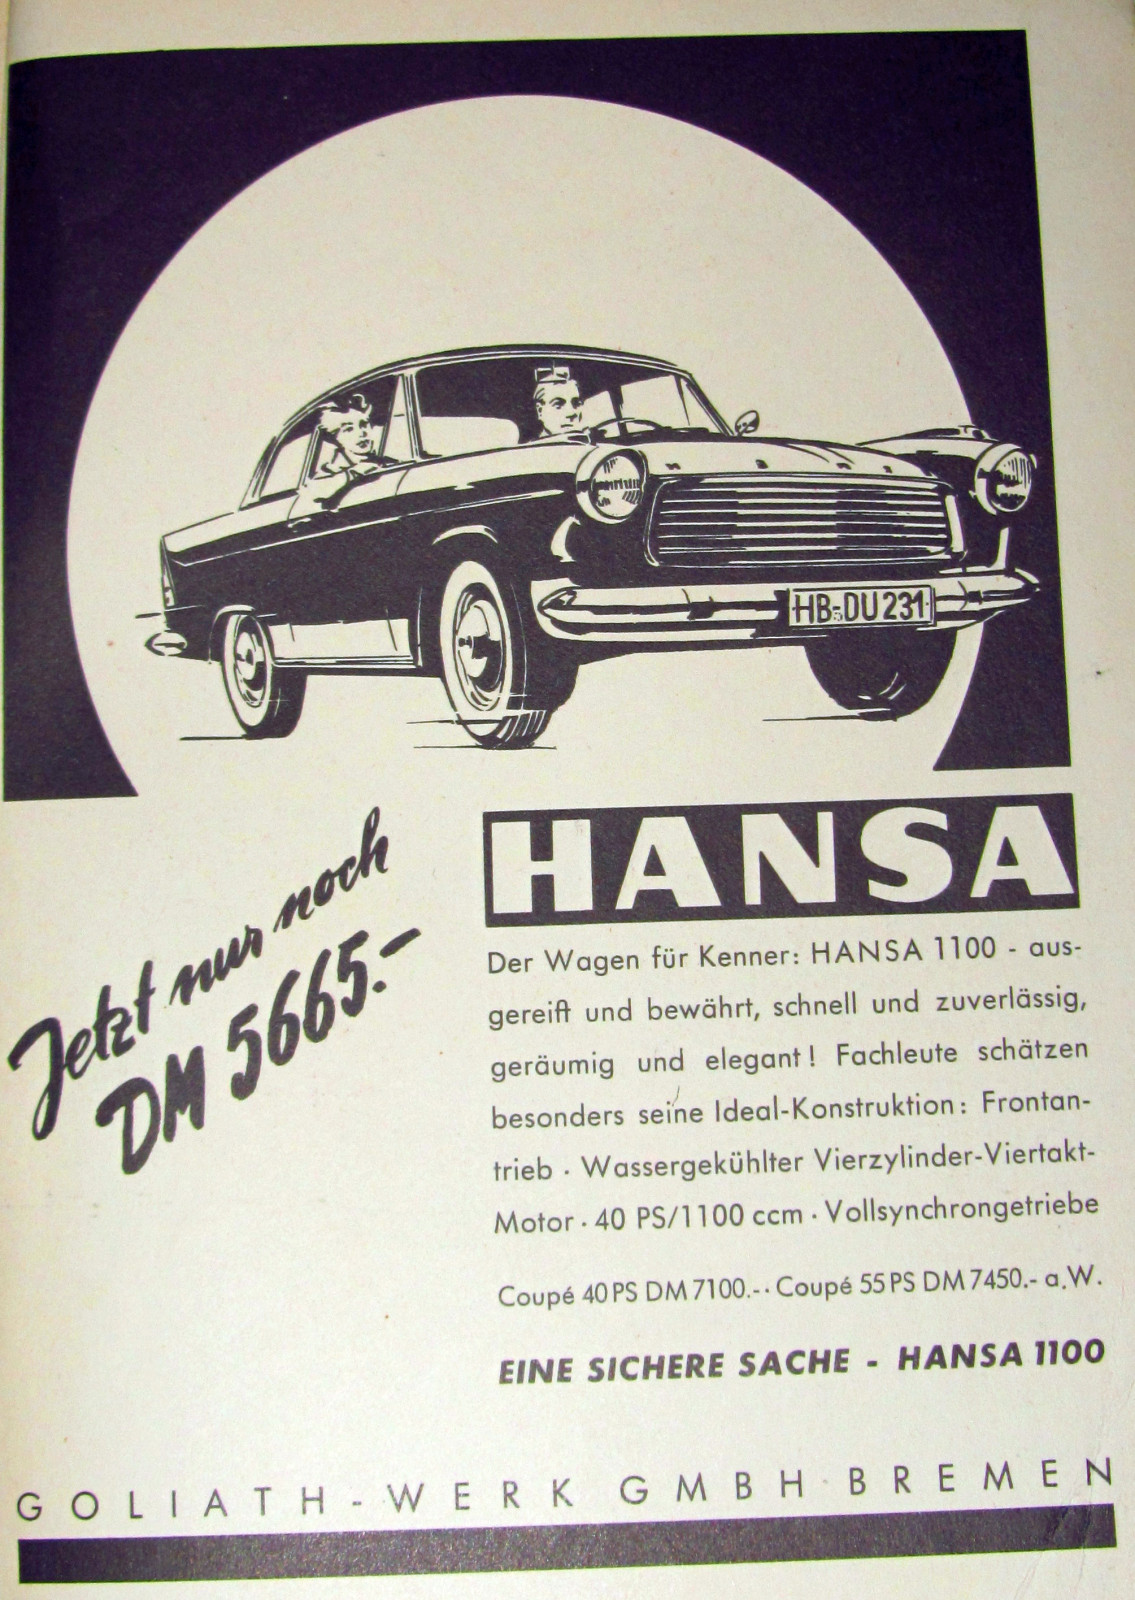 HANSA
HB-DU231
Jetzt nur noch
DM 5665.-
HANSA
Der Wagen für Kenner: HANSA 1100 - aus-
gereift und bewährt, schnell und zuverlässig,
geräumig und elegant! Fachleute schätzen
besonders seine Ideal-Konstruktion: Frontan-
trieb · Wassergekühlter Vierzylinder-Viertakt-
Motor · 40 PS/1100 ccm · Vollsynchrongetriebe
Coupé 40 PS DM 7100.- · Coupé 55 PS DM 7450.- a.W.
EINE SICHERE SACHE - HANSA 1100
GOLIATH-WERK GMBH·BREMEN